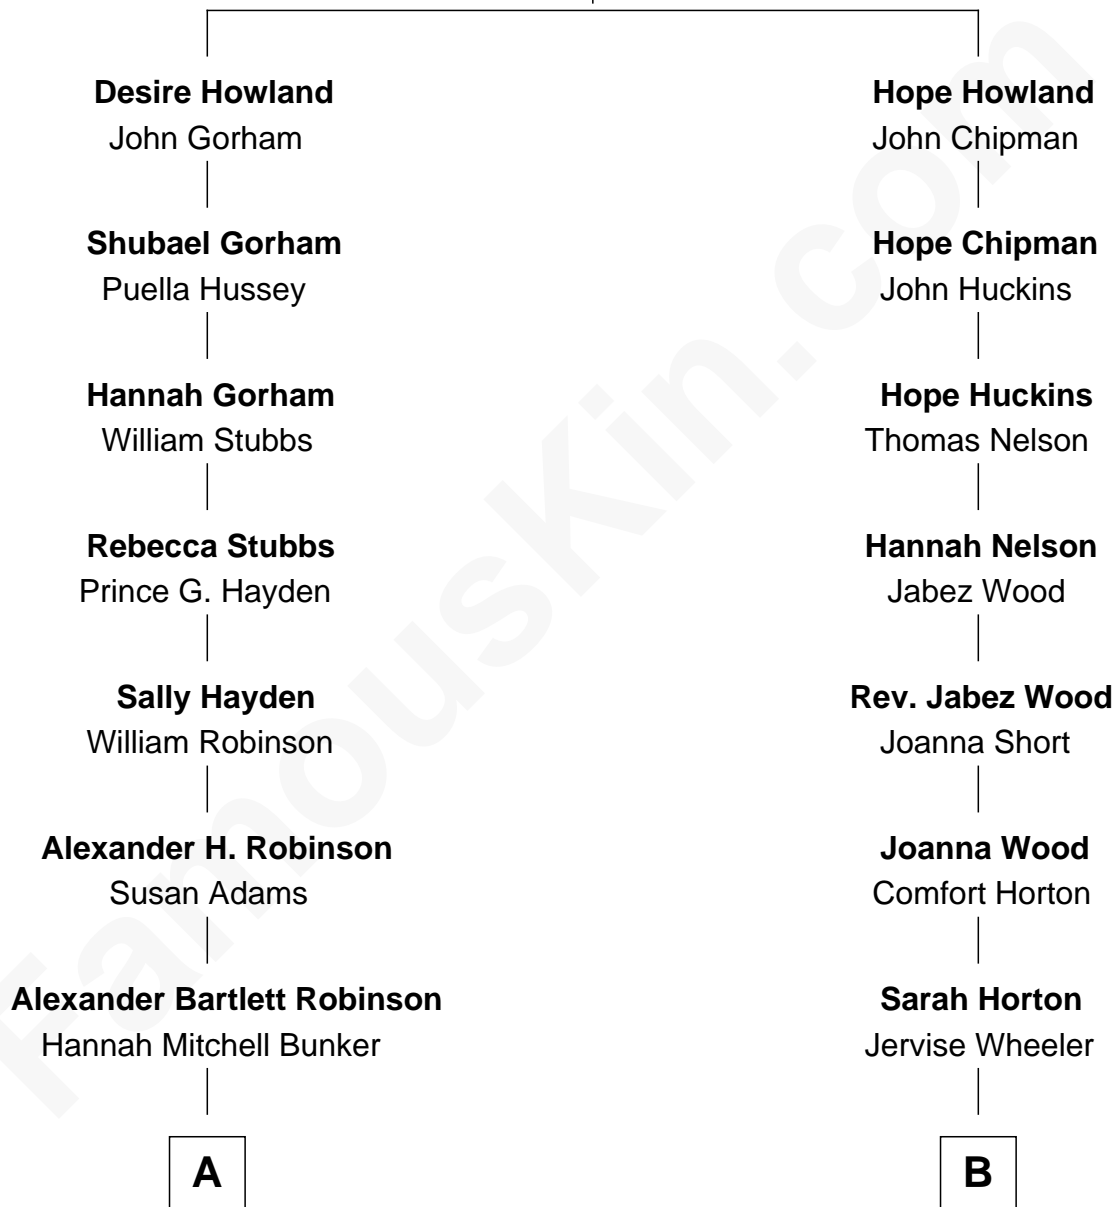 Desire Howland
John Gorham
Hope Howland
John Chipman
Shubael Gorham
Puella Hussey
Hope Chipman
John Huckins
Hannah Gorham
William Stubbs
Hope Huckins
Thomas Nelson
Rebecca Stubbs
Prince G. Hayden
Hannah Nelson
Jabez Wood
Sally Hayden
William Robinson
Rev. Jabez Wood
Joanna Short
Alexander H. Robinson
Susan Adams
Joanna Wood
Comfort Horton
Alexander Bartlett Robinson
Hannah Mitchell Bunker
Sarah Horton
Jervise Wheeler
A
B
FamousKin.com